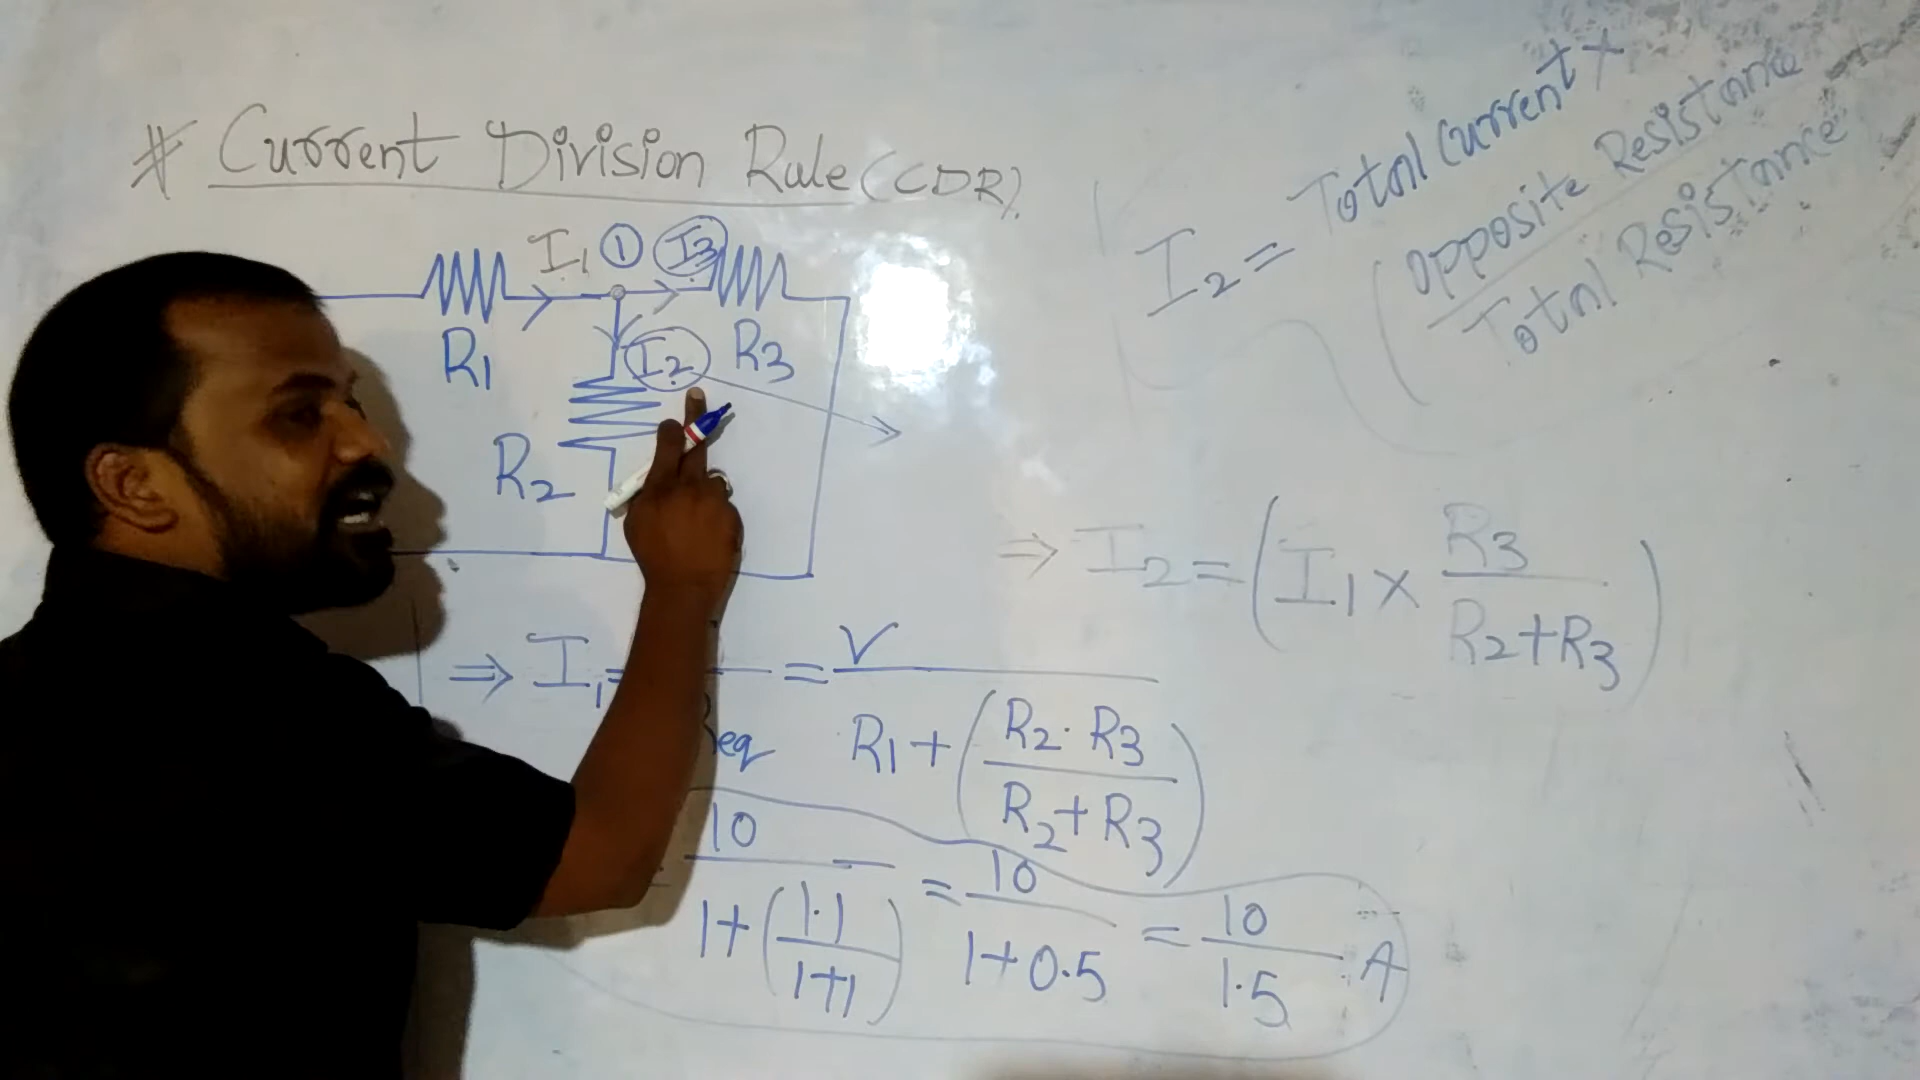 * Current Division Rule (CDR).
I1 ① I3
R1 I2 R3
R2
I2 = Total Current ×
(Opposite Resistance
Total Resistance
⇒ I2 = (I1 × R3
R2+R3)
⇒ I1 = = V
Req R1 + (R2 . R3
R2 + R3)
10
1+(1.1
1+1)
= 10
1+0.5
= 10
1.5 A